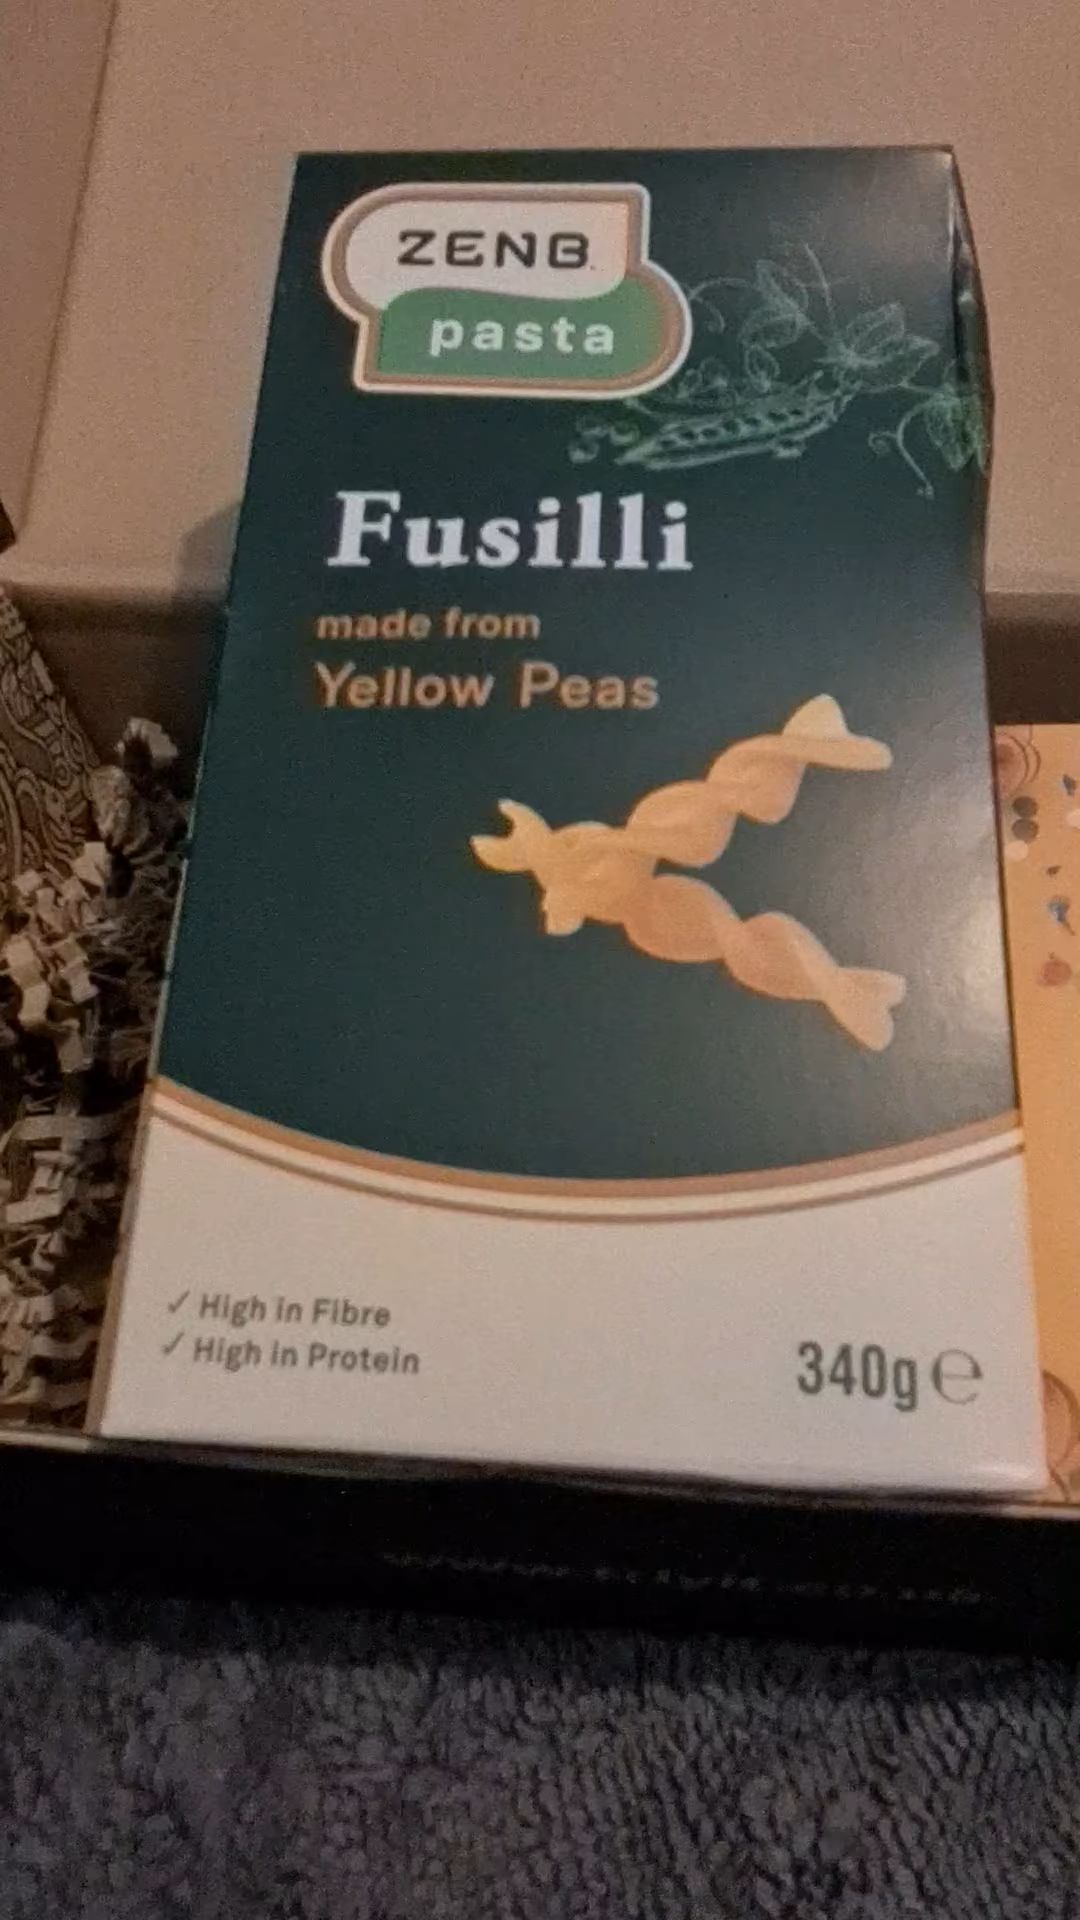 ZENB
pasta
Fusilli
made from
Yellow Peas
✓ High in Fibre
✓ High in Protein
340g ℮